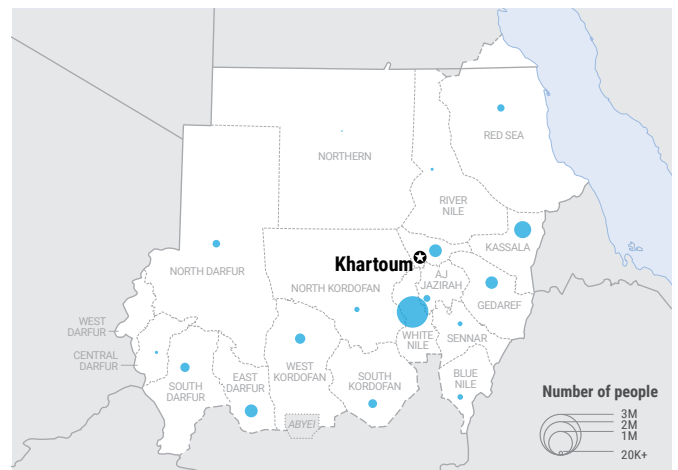 RED SEA
NORTHERN
RIVER
NILE
KASSALA
Khartoum
NORTH DARFUR
AJ
JAZIRAH
NORTH KORDOFAN
GEDAREF
WEST
DARFUR
WHITE
NILE
SENNAR
CENTRAL
DARFUR
WEST
KORDOFAN
EAST
DARFUR
SOUTH
DARFUR
SOUTH
KORDOFAN
BLUE
NILE
ABYEI
Number of people
3M
2M
1M
20K+